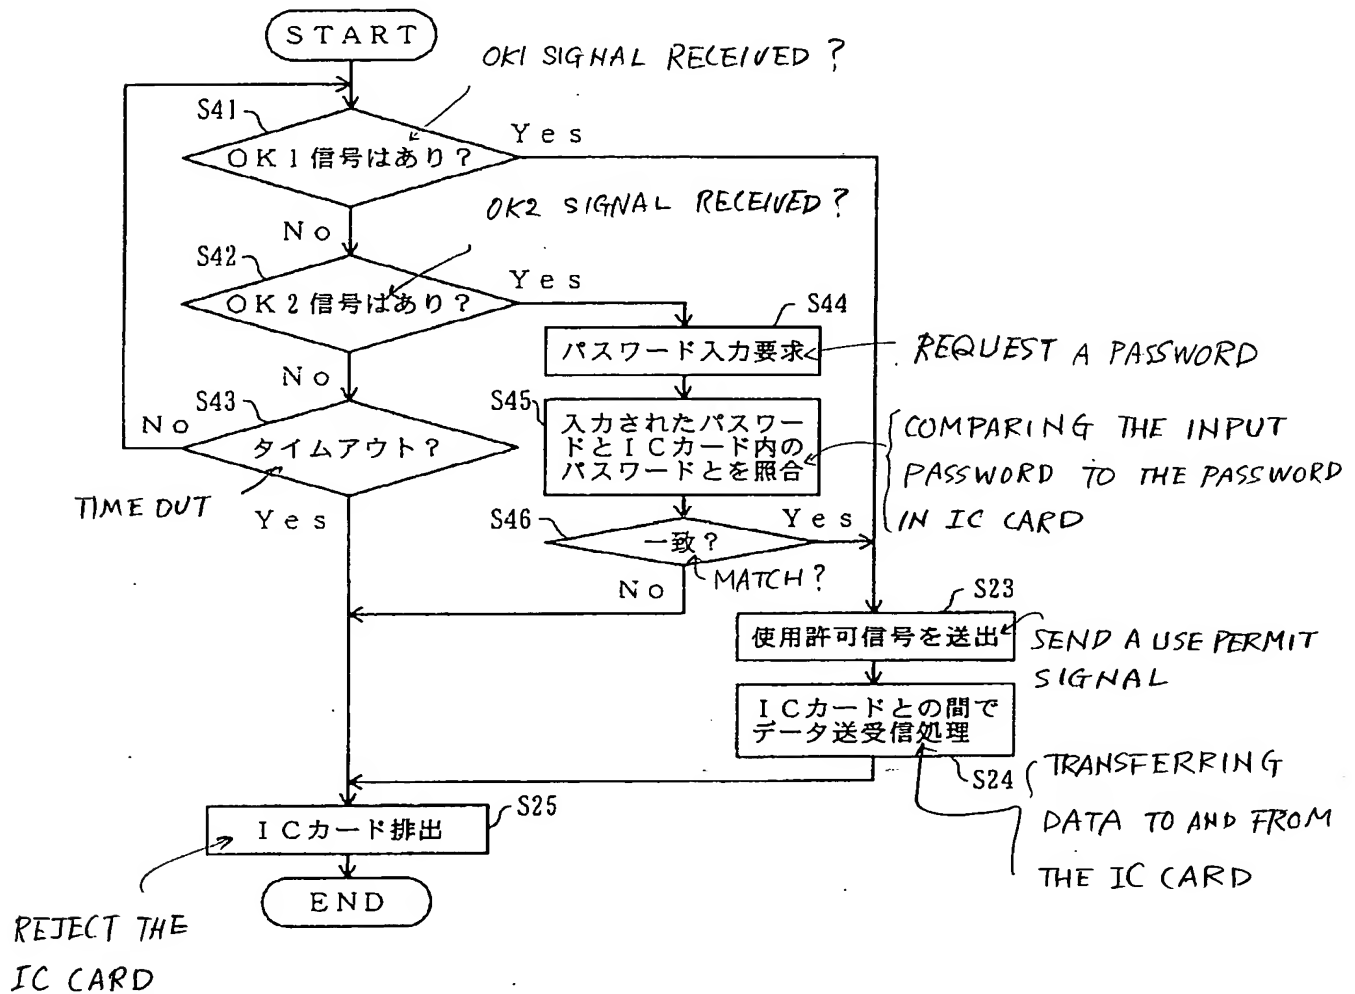 START
OK1 SIGNAL RECEIVED?
S41
OK1信号はあり?
Yes
No
OK2 SIGNAL RECEIVED?
S42
OK2信号はあり?
Yes
No
S44
パスワード入力要求
REQUEST A PASSWORD
S43
タイムアウト?
No
TIME OUT
Yes
S45
入力されたパスワー
ドとICカード内の
パスワードとを照合
COMPARING THE INPUT
PASSWORD TO THE PASSWORD
IN IC CARD
S46
一致?
Yes
MATCH?
No
S23
使用許可信号を送出
SEND A USE PERMIT
SIGNAL
ICカードとの間で
データ送受信処理
S24
TRANSFERRING
DATA TO AND FROM
THE IC CARD
S25
ICカード排出
END
REJECT THE
IC CARD